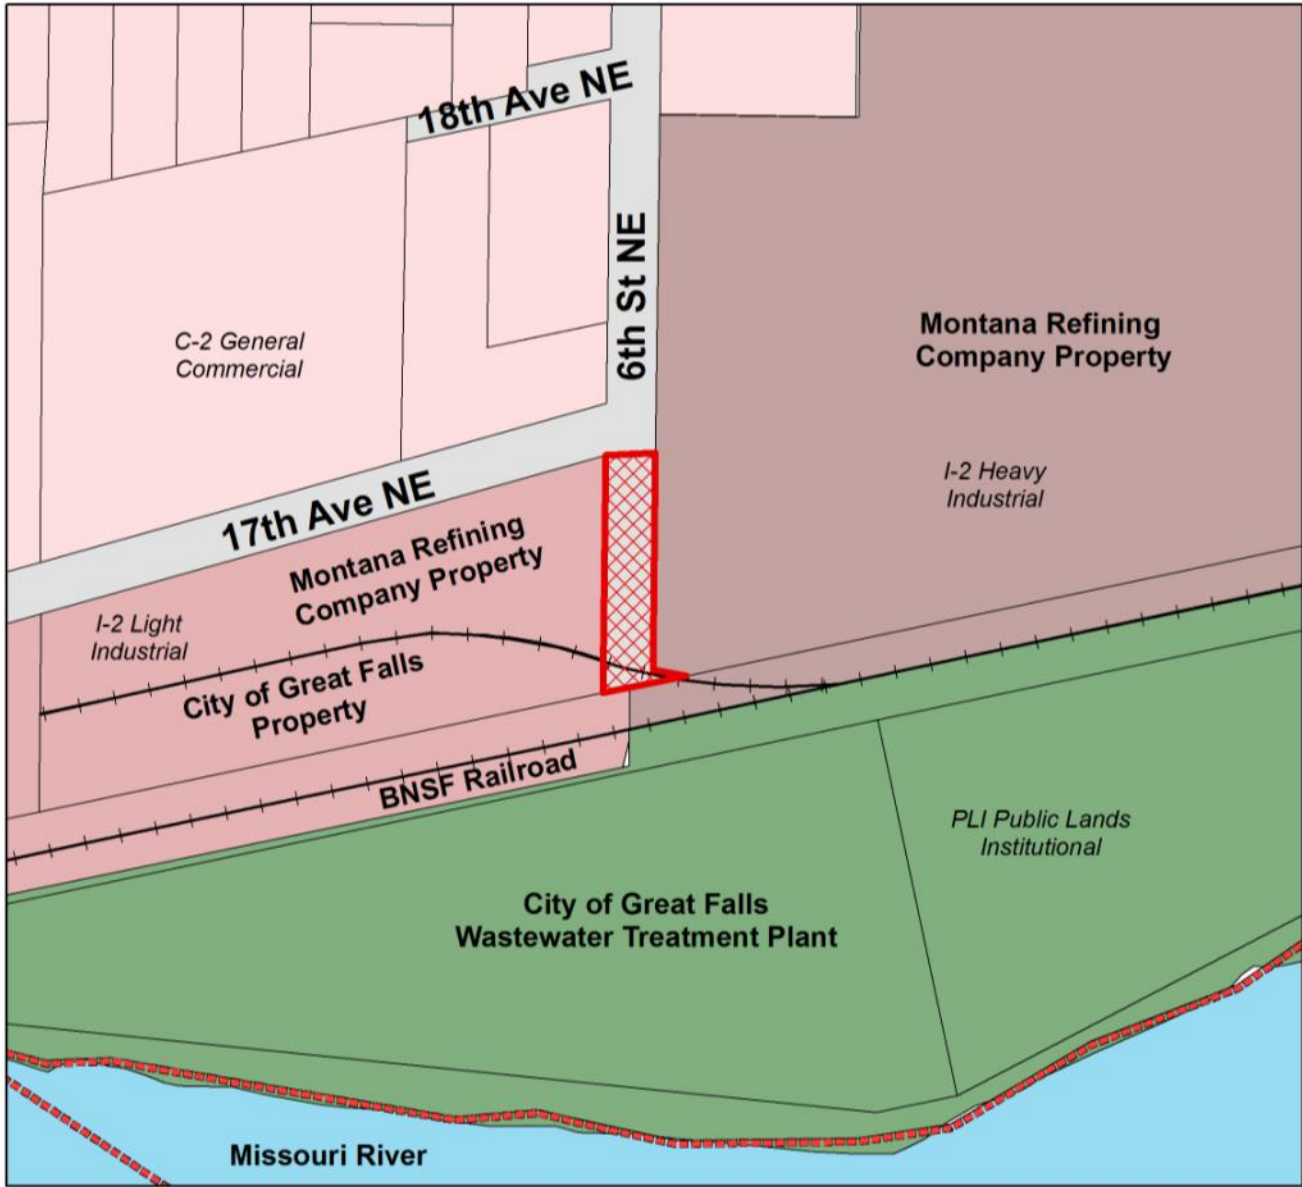 18th Ave NE
6th St NE
C-2 General
Commercial
Montana Refining
Company Property
I-2 Heavy
Industrial
17th Ave NE
Montana Refining
Company Property
I-2 Light
Industrial
City of Great Falls
Property
BNSF Railroad
PLI Public Lands
Institutional
City of Great Falls
Wastewater Treatment Plant
Missouri River